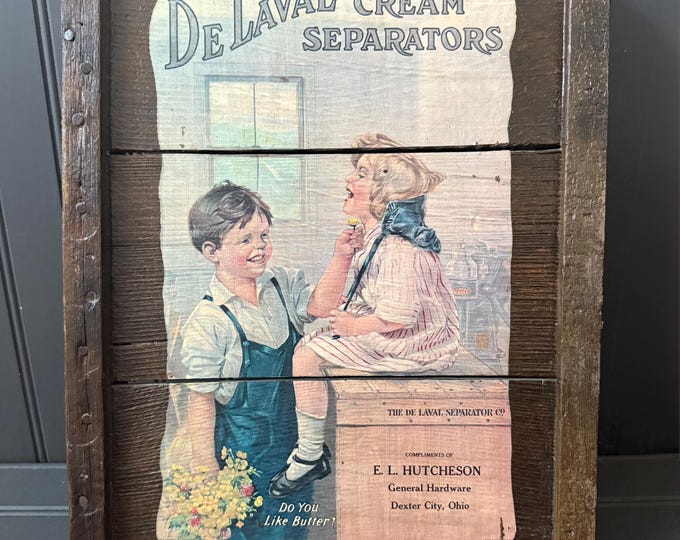 DE LAVAL CREAM
SEPARATORS
THE DE LAVAL SEPARATOR CO
COMPLIMENTS OF
E. L. HUTCHESON
General Hardware
Dexter City, Ohio
Do You
Like Butter?